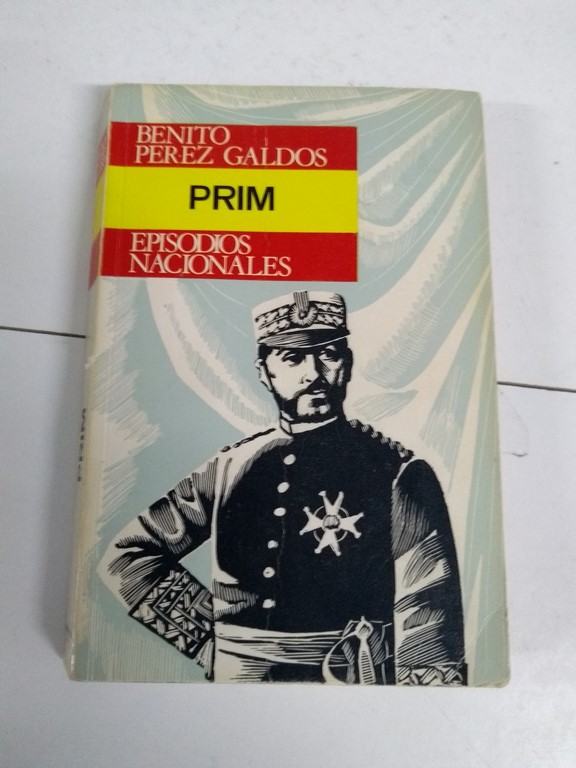 BENITO
PEREZ GALDOS
PRIM
EPISODIOS
NACIONALES